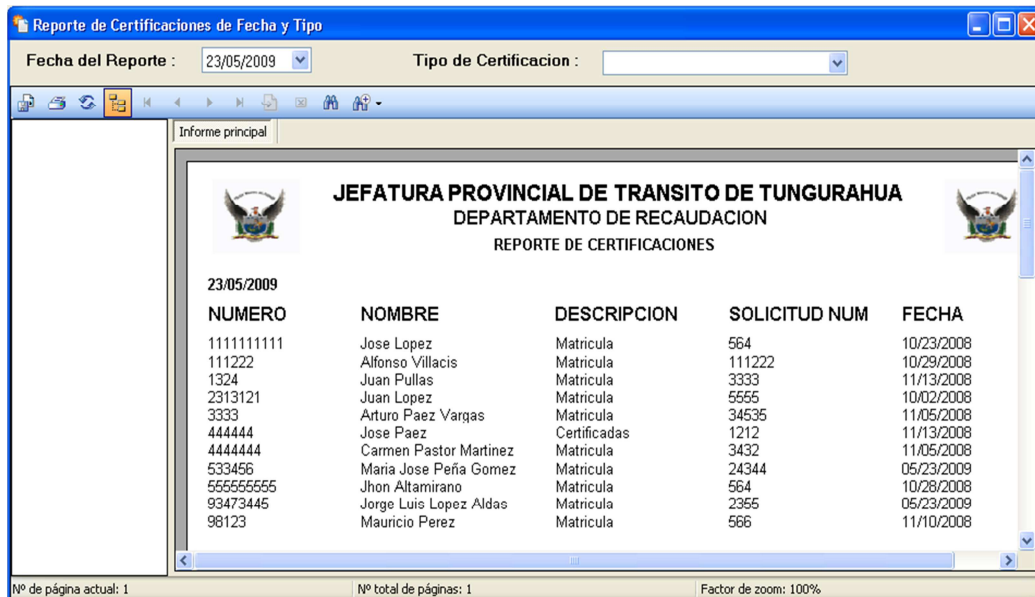 Reporte de Certificaciones de Fecha y Tipo
Fecha del Reporte : 23/05/2009 Tipo de Certificacion :
Informe principal
JEFATURA PROVINCIAL DE TRANSITO DE TUNGURAHUA
DEPARTAMENTO DE RECAUDACION
REPORTE DE CERTIFICACIONES
23/05/2009
NUMERO NOMBRE DESCRIPCION SOLICITUD NUM FECHA
1111111111 Jose Lopez Matricula 564 10/23/2008
111222 Alfonso Villacis Matricula 111222 10/29/2008
1324 Juan Pullas Matricula 3333 11/13/2008
2313121 Juan Lopez Matricula 5555 10/02/2008
3333 Arturo Paez Vargas Matricula 34535 11/05/2008
444444 Jose Paez Certificadas 1212 11/13/2008
4444444 Carmen Pastor Martinez Matricula 3432 11/05/2008
533456 Maria Jose Peña Gomez Matricula 24344 05/23/2009
555555555 Jhon Altamirano Matricula 564 10/28/2008
93473445 Jorge Luis Lopez Aldas Matricula 2355 05/23/2009
98123 Mauricio Perez Matricula 566 11/10/2008
Nº de página actual: 1 Nº total de páginas: 1 Factor de zoom: 100%